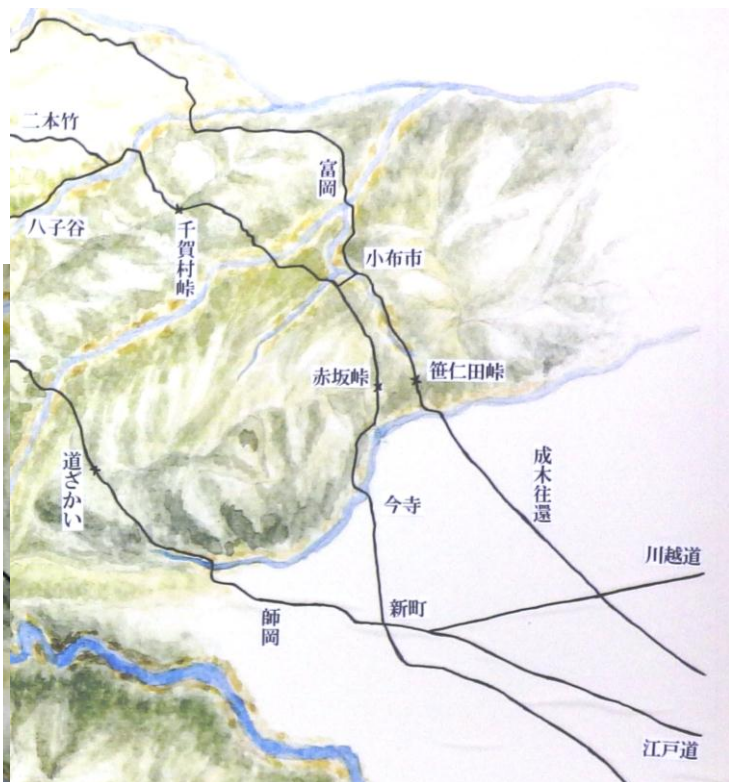 二本竹
八子谷
千賀村峠
富岡
小布市
赤坂峠
笹仁田峠
道ざかい
成木往還
今寺
川越道
新町
師岡
江戸道